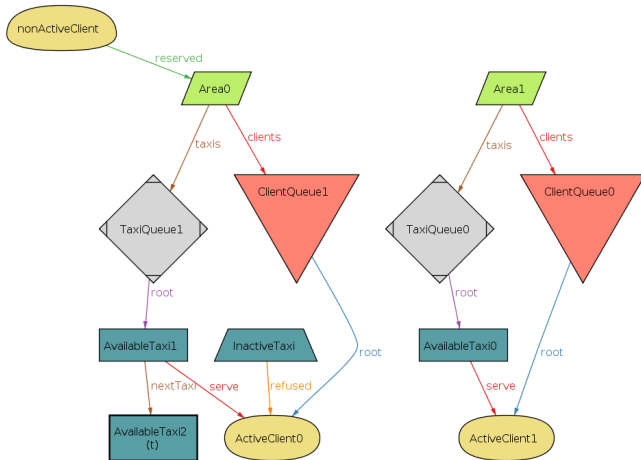 nonActiveClient
reserved
Area0
Area1
taxis
clients
taxis
clients
ClientQueue1
ClientQueue0
TaxiQueue1
TaxiQueue0
root
root
AvailableTaxi1
InactiveTaxi
root
AvailableTaxi0
root
nextTaxi
serve
refused
serve
AvailableTaxi2
(t)
ActiveClient0
ActiveClient1